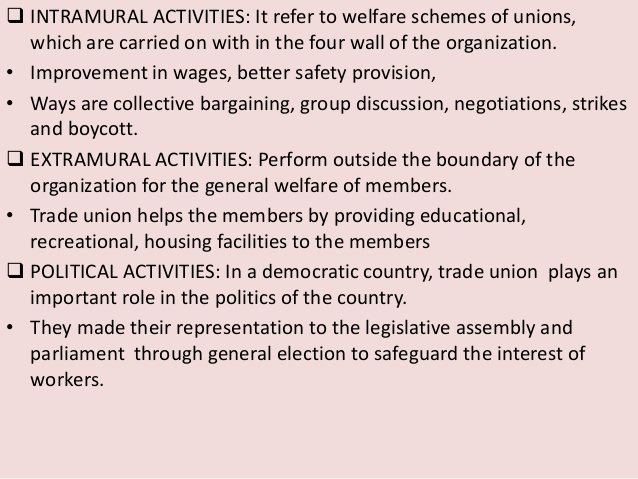 ❑ INTRAMURAL ACTIVITIES: It refer to welfare schemes of unions,
which are carried on with in the four wall of the organization.
• Improvement in wages, better safety provision,
• Ways are collective bargaining, group discussion, negotiations, strikes
and boycott.
❑ EXTRAMURAL ACTIVITIES: Perform outside the boundary of the
organization for the general welfare of members.
• Trade union helps the members by providing educational,
recreational, housing facilities to the members
❑ POLITICAL ACTIVITIES: In a democratic country, trade union  plays an
important role in the politics of the country.
• They made their representation to the legislative assembly and
parliament  through general election to safeguard the interest of
workers.